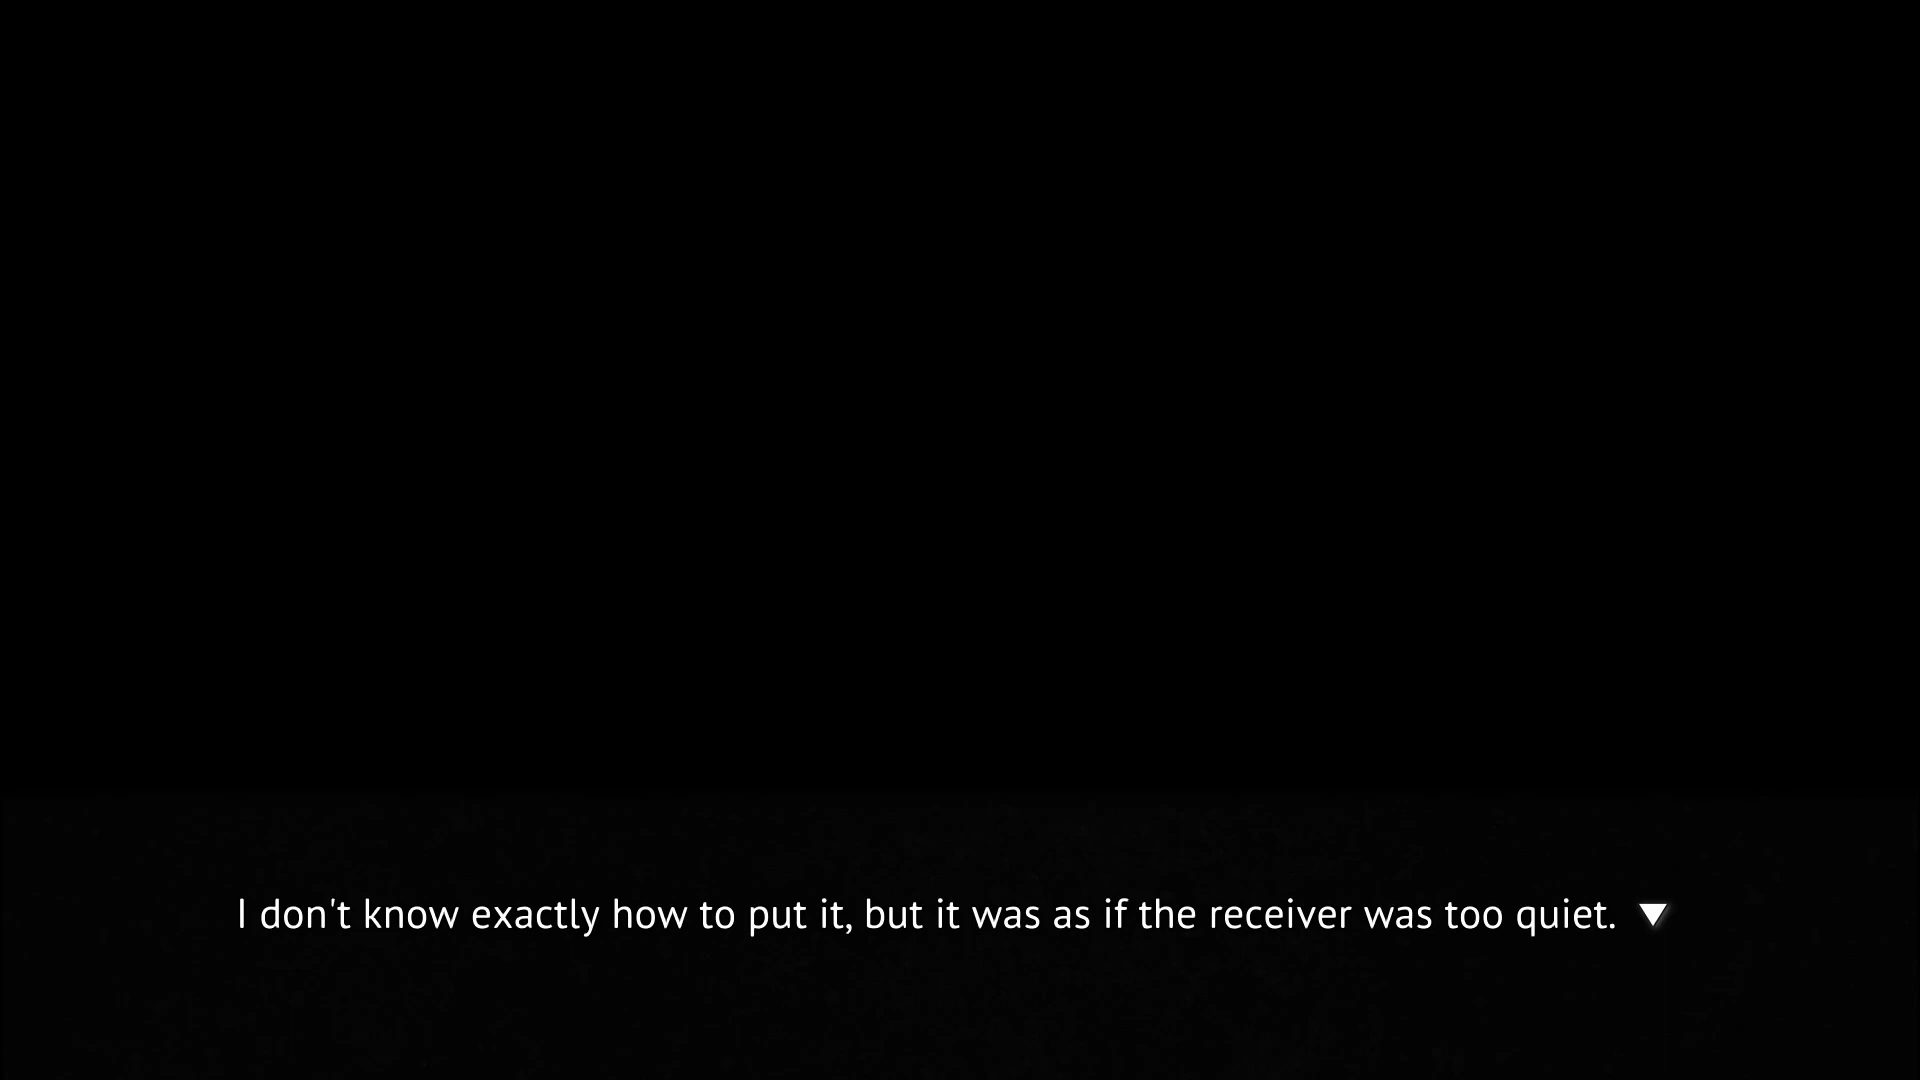 I don't know exactly how to put it, but it was as if the receiver was too quiet.